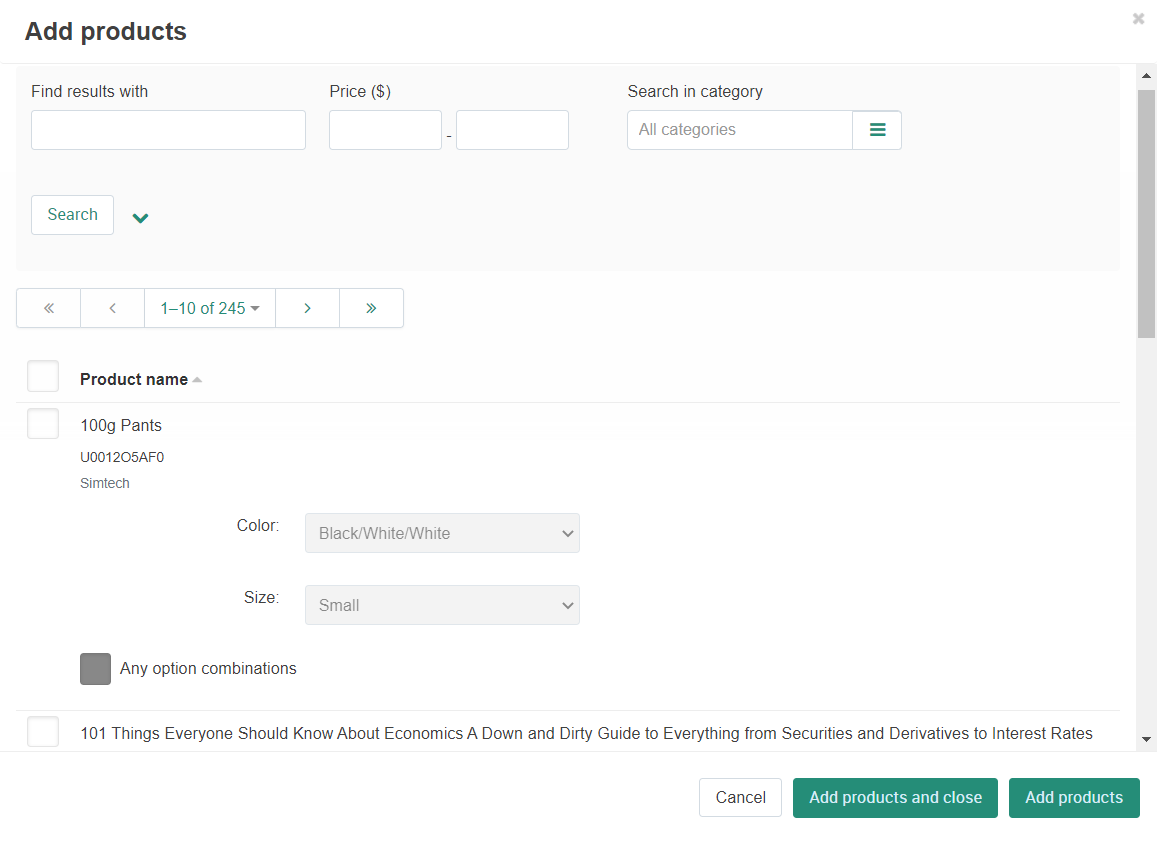 Add products
Find results with
Price ($)
Search in category
-
All categories
Search
1–10 of 245
Product name
100g Pants
U0012O5AF0
Simtech
Color:
Black/White/White
Size:
Small
Any option combinations
101 Things Everyone Should Know About Economics A Down and Dirty Guide to Everything from Securities and Derivatives to Interest Rates
Cancel
Add products and close
Add products